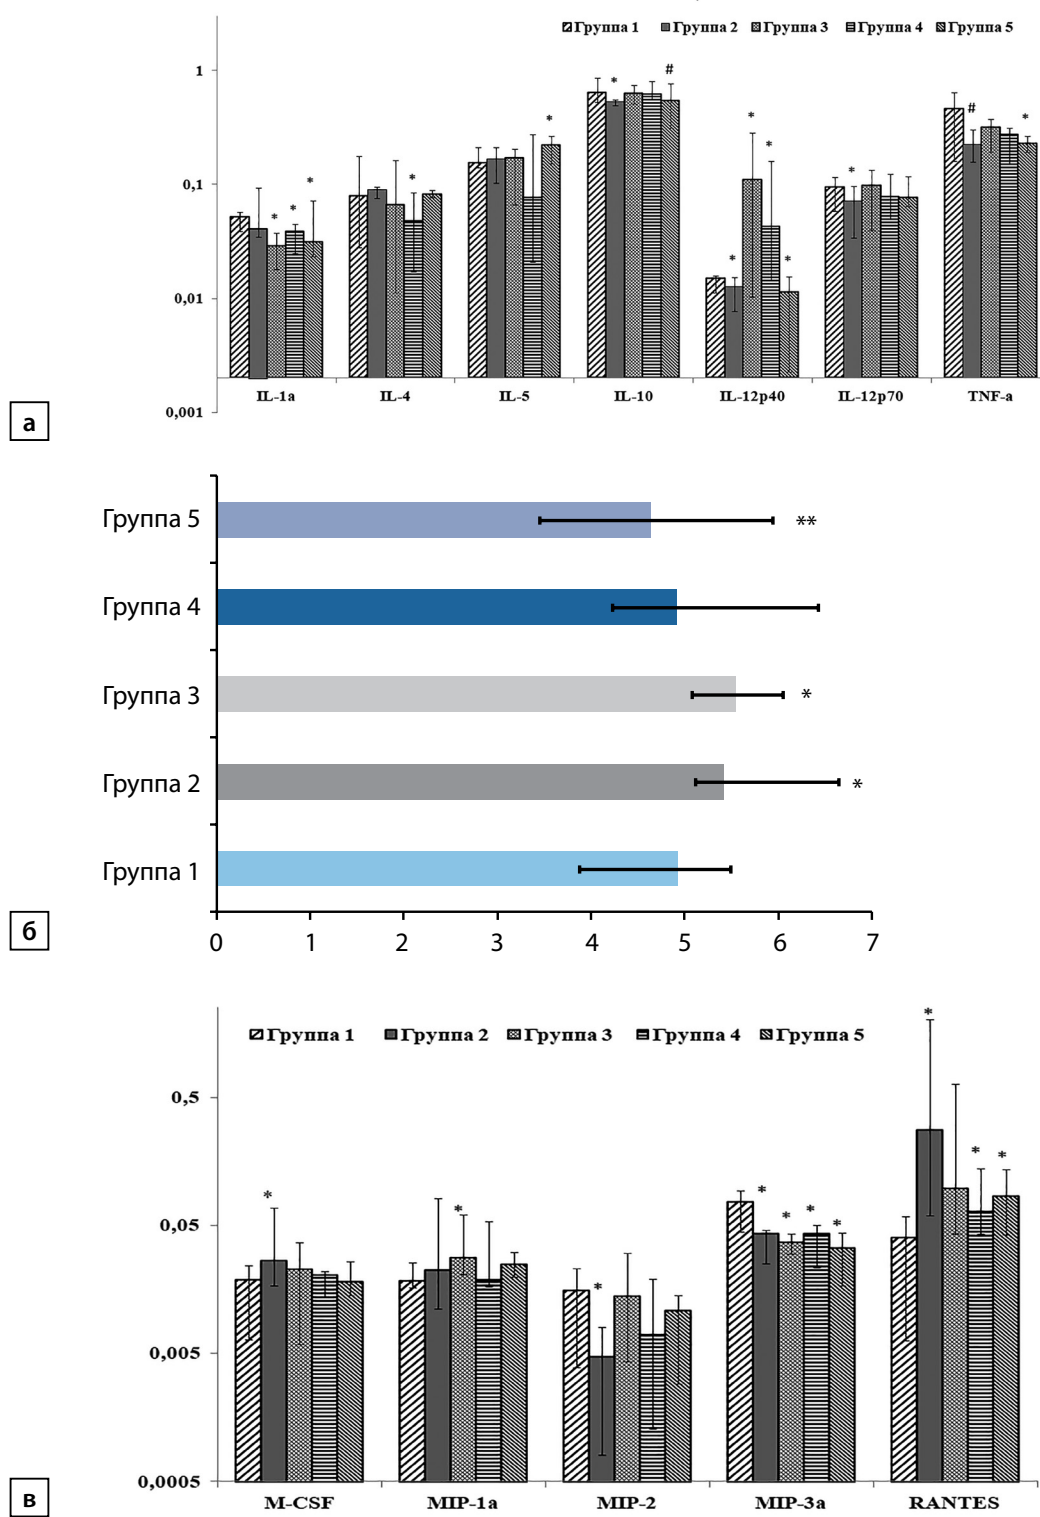 Группа 1 Группа 2 Группа 3 Группа 4 Группа 5
1
#
*
*
*
#
*
*
0,1
*
*
*
*
*
*
*
*
0,01
0,001
IL-1a IL-4 IL-5 IL-10 IL-12p40 IL-12p70 TNF-a
а
Группа 5
**
Группа 4
Группа 3
*
Группа 2
*
Группа 1
0 1 2 3 4 5 6 7
б
Группа 1 Группа 2 Группа 3 Группа 4 Группа 5
*
0,5
*
*
*
*
*
*
*
*
0,05
*
0,005
0,0005
M-CSF MIP-1a MIP-2 MIP-3a RANTES
в